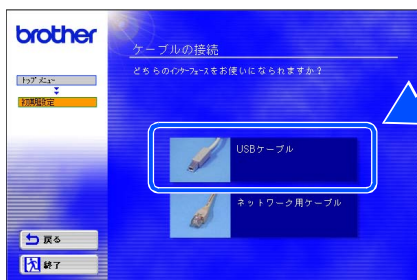 brother
ケーブルの接続
どちらのインターフェースをお使いになられますか？
トップメニュー
初期設定
USBケーブル
ネットワーク用ケーブル
戻る
終了